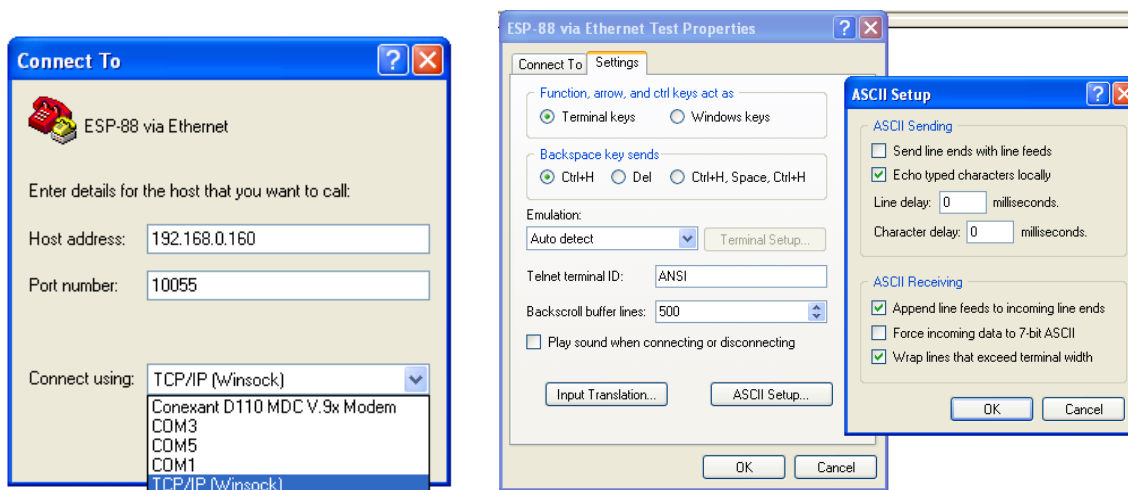 Connect To
ESP-88 via Ethernet
Enter details for the host that you want to call:
Host address: 192.168.0.160
Port number: 10055
Connect using: TCP/IP (Winsock)
Conexant D110 MDC V.9x Modem
COM3
COM5
COM1
TCP/IP (Winsock)
ESP-88 via Ethernet Test Properties
Connect To Settings
Function, arrow, and ctrl keys act as
Terminal keys Windows keys
Backspace key sends
Ctrl+H Del Ctrl+H, Space, Ctrl+H
Emulation:
Auto detect Terminal Setup...
Telnet terminal ID: ANSI
Backscroll buffer lines: 500
Play sound when connecting or disconnecting
Input Translation... ASCII Setup...
OK Cancel
ASCII Setup
ASCII Sending
Send line ends with line feeds
Echo typed characters locally
Line delay: 0 milliseconds.
Character delay: 0 milliseconds.
ASCII Receiving
Append line feeds to incoming line ends
Force incoming data to 7-bit ASCII
Wrap lines that exceed terminal width
OK Cancel